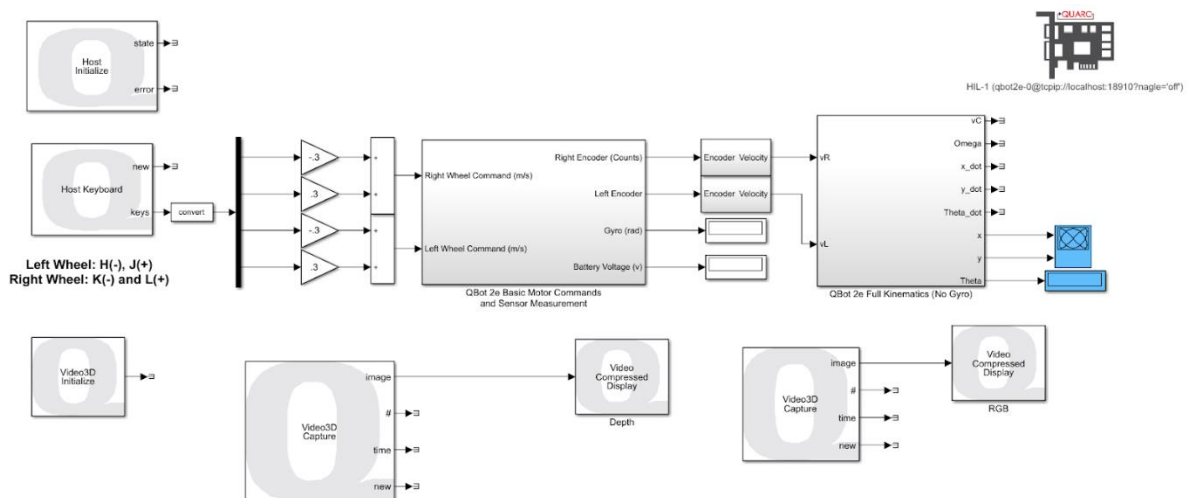 QUARC
HIL-1 (qbot2e-0@tcpip://localhost:18910?nagle='off')
Host
Initialize
state
error
Host Keyboard
new
keys
convert
Left Wheel: H(-), J(+)
Right Wheel: K(-) and L(+)
-.3
.3
-.3
.3
+
+
+
+
Right Wheel Command (m/s)
Left Wheel Command (m/s)
Right Encoder (Counts)
Left Encoder
Gyro (rad)
Battery Voltage (v)
QBot 2e Basic Motor Commands
and Sensor Measurement
Encoder Velocity
Encoder Velocity
vR
vL
vC
Omega
x_dot
y_dot
Theta_dot
x
y
Theta
QBot 2e Full Kinematics (No Gyro)
Video3D
Initialize
Video3D
Capture
image
#
time
new
Video
Compressed
Display
Depth
Video3D
Capture
image
#
time
new
Video
Compressed
Display
RGB